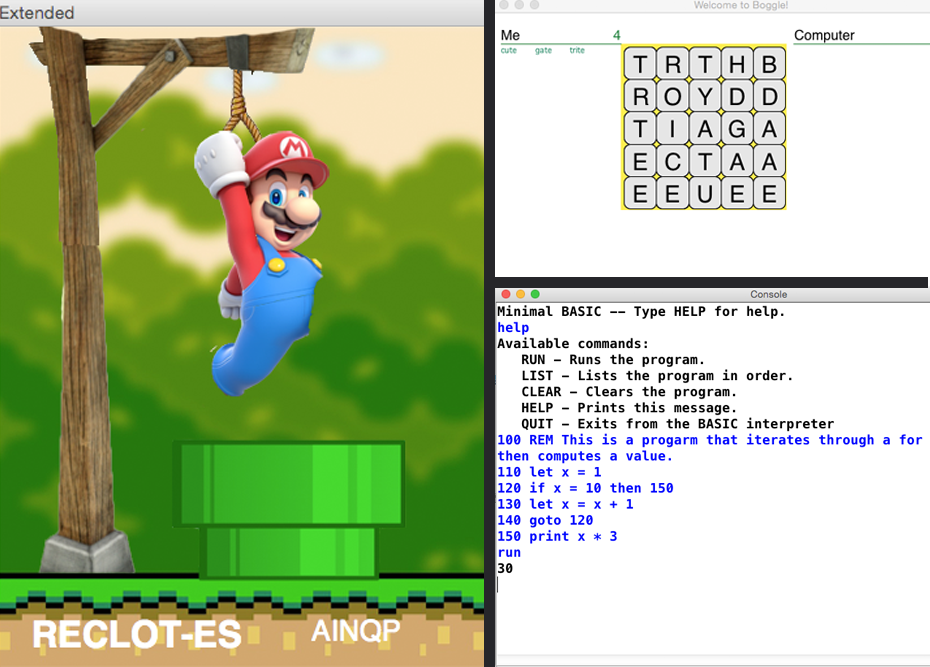 Extended
M
RECLOT-ES
AINQP
Welcome to Boggle!
Me 4 Computer
cute gate trite
T R T H B
R O Y D D
T I A G A
E C T A A
E E U E E
Console
Minimal BASIC -- Type HELP for help.
help
Available commands:
RUN - Runs the program.
LIST - Lists the program in order.
CLEAR - Clears the program.
HELP - Prints this message.
QUIT - Exits from the BASIC interpreter
100 REM This is a progarm that iterates through a for
then computes a value.
110 let x = 1
120 if x = 10 then 150
130 let x = x + 1
140 goto 120
150 print x * 3
run
30